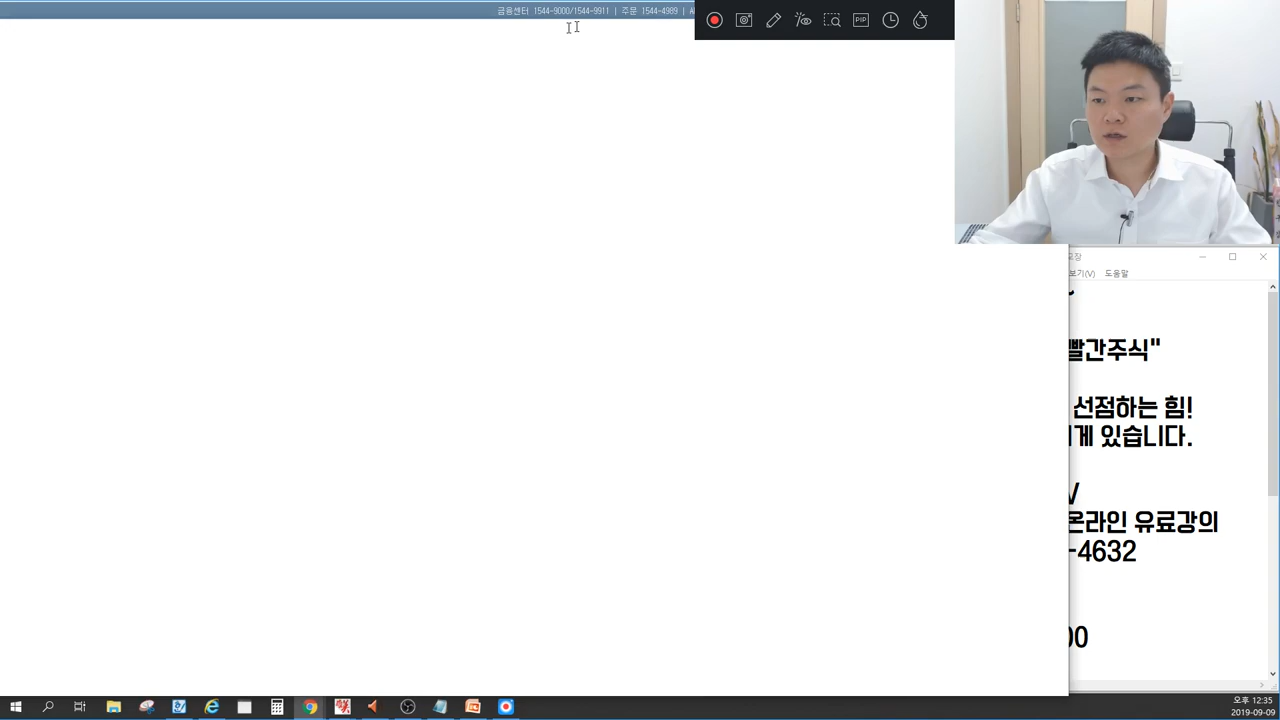 금융센터 1544-9000/1544-9911 | 주문 1544-4989 |
PIP
보기(V) 도움말
빨간주식"
선점하는 힘!
있습니다.
온라인 유료강의
-4632
오후 12:35
2019-09-09